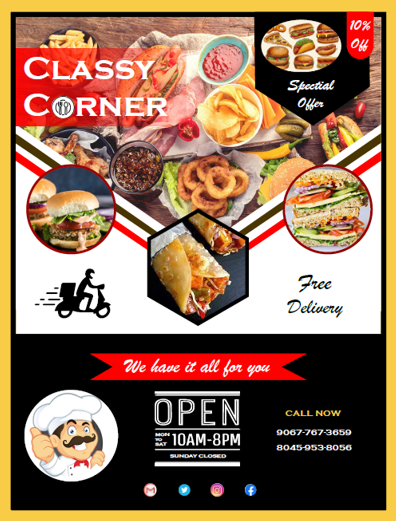 CLASSY
CORNER
10%
Off
Spectial
Offer
Free
Delivery
We have it all for you
OPEN
MON
TO
SAT
10AM-8PM
SUNDAY CLOSED
CALL NOW
9067-767-3659
8045-953-8056